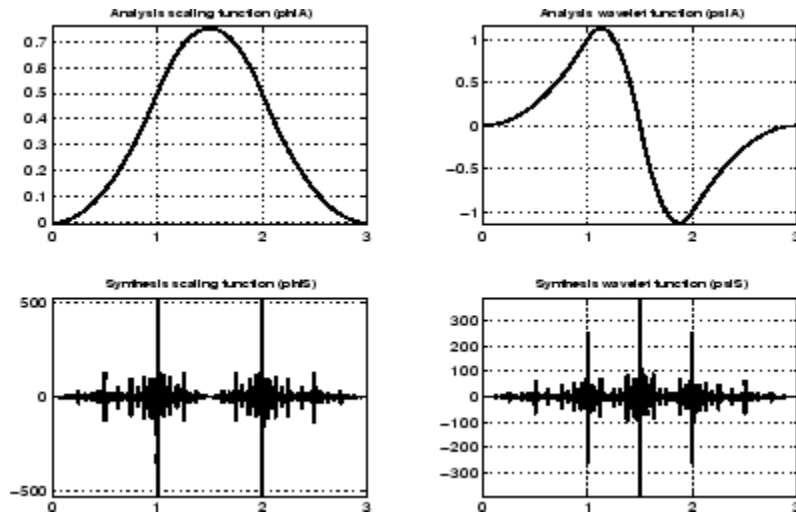 Analysis scaling function (phiA)
0.7
0.6
0.5
0.4
0.3
0.2
0.1
0
0 1 2 3
Analysis wavelet function (psiA)
1
0.5
0
−0.5
−1
0 1 2 3
Synthesis scaling function (phiS)
500
0
−500
0 1 2 3
Synthesis wavelet function (psiS)
300
200
100
0
−100
−200
−300
0 1 2 3